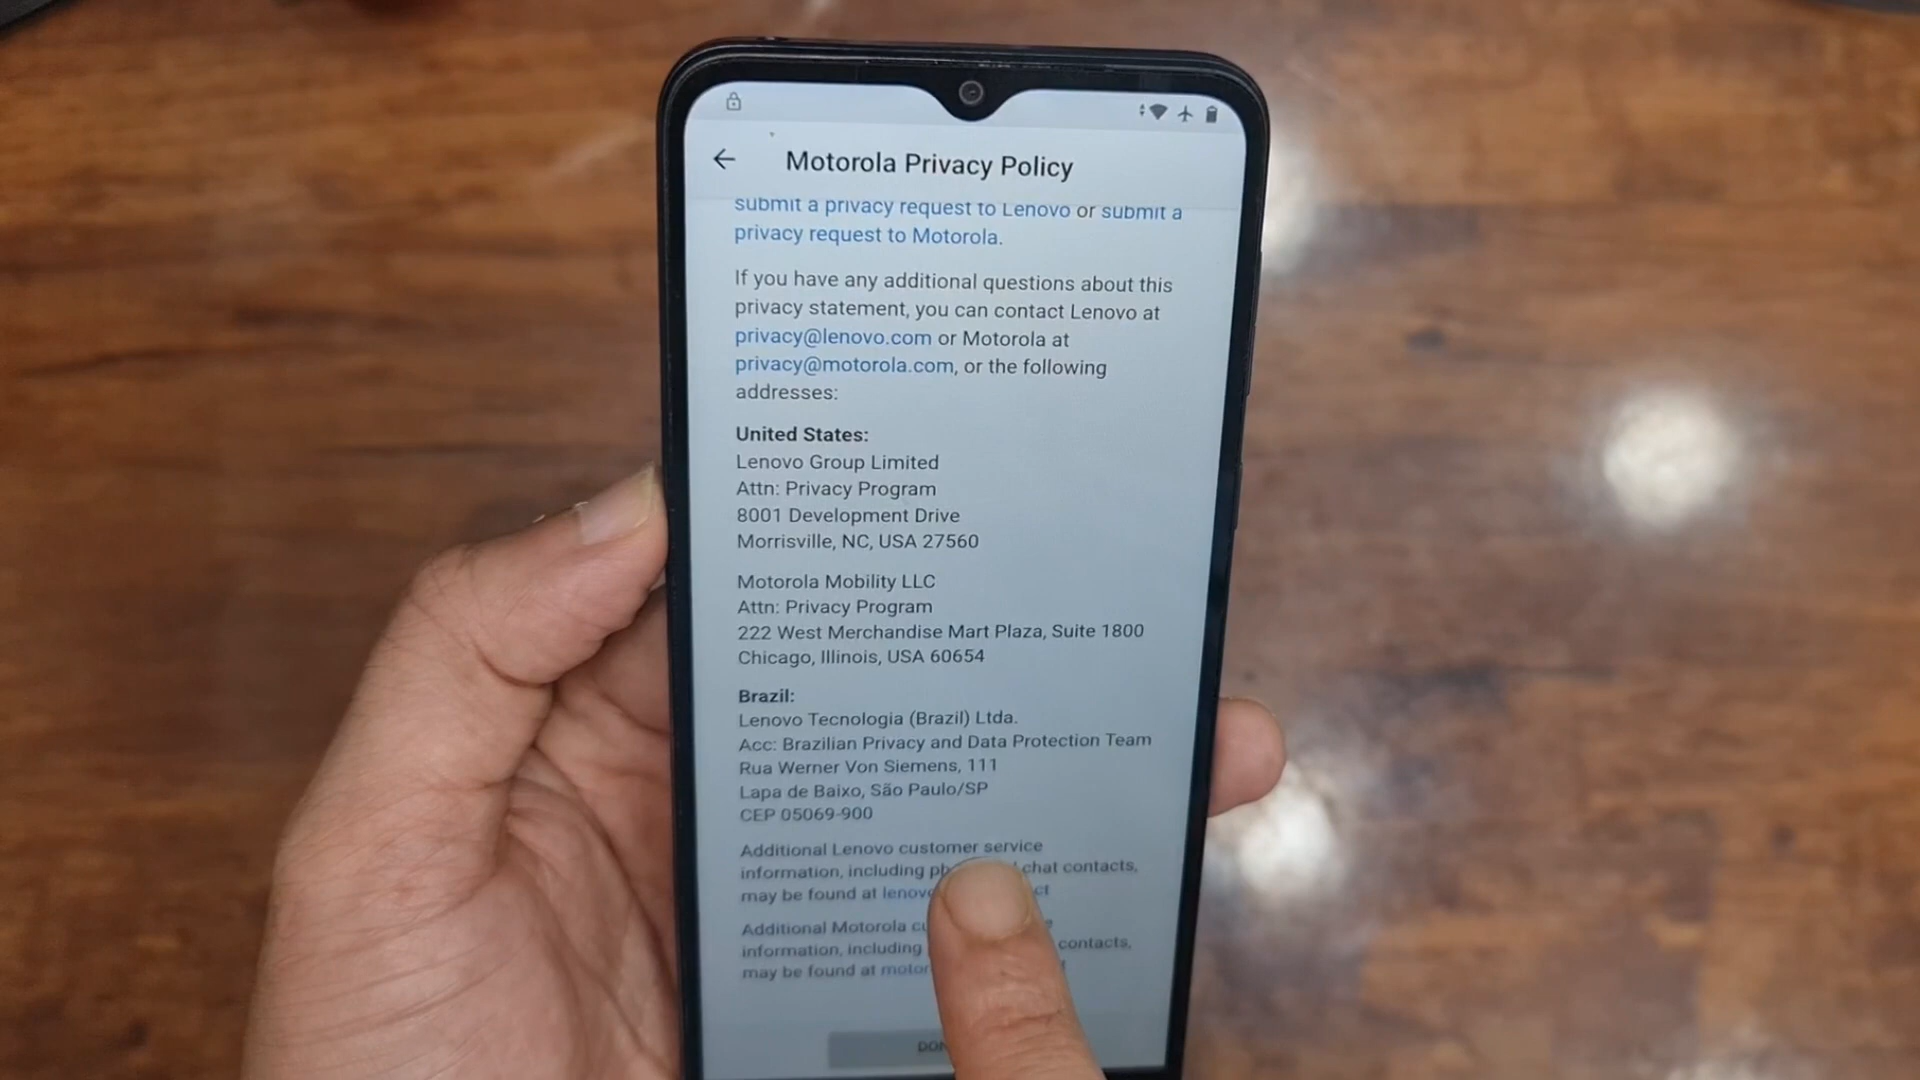 Motorola Privacy Policy
submit a privacy request to Lenovo or submit a
privacy request to Motorola.
If you have any additional questions about this
privacy statement, you can contact Lenovo at
privacy@lenovo.com or Motorola at
privacy@motorola.com, or the following
addresses:
United States:
Lenovo Group Limited
Attn: Privacy Program
8001 Development Drive
Morrisville, NC, USA 27560
Motorola Mobility LLC
Attn: Privacy Program
222 West Merchandise Mart Plaza, Suite 1800
Chicago, Illinois, USA 60654
Brazil:
Lenovo Tecnologia (Brazil) Ltda.
Acc: Brazilian Privacy and Data Protection Team
Rua Werner Von Siemens, 111
Lapa de Baixo, São Paulo/SP
CEP 05069-900
Additional Lenovo customer service
information, including chat contacts,
may be found at
Additional Motorola
information, including contacts,
may be found at